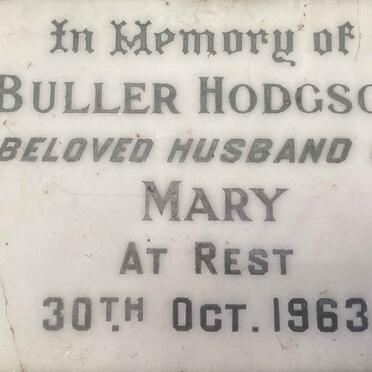 In Memory of
BULLER HODGSO
BELOVED HUSBAND
MARY
AT REST
30TH OCT. 1963